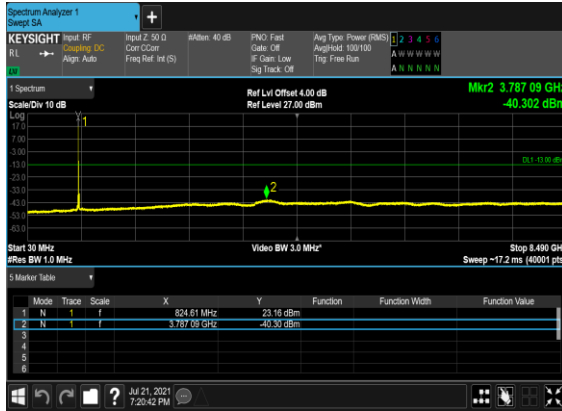 Spectrum Analyzer 1
Swept SA
+
KEYSIGHT Input: RF Input Z: 50 Ω #Atten: 40 dB PNO: Fast Avg Type: Power (RMS) 1 2 3 4 5 6
RL Coupling: DC Corr CCorr Gate: Off Avg|Hold: 100/100 A W W W W W
Align: Auto Freq Ref: Int (S) IF Gain: Low Trig: Free Run
LU Sig Track: Off A N N N N N
1 Spectrum Ref Lvl Offset 4.00 dB Mkr2 3.787 09 GHz
Scale/Div 10 dB Ref Level 27.00 dBm -40.302 dBm
Log
17.0
7.00
-3.00
-13.0
-23.0
-33.0
-43.0
-53.0
-63.0
1
2
DL1 -13.00 dBm
Start 30 MHz Video BW 3.0 MHz* Stop 8.490 GHz
#Res BW 1.0 MHz Sweep ~17.2 ms (40001 pts)
5 Marker Table
Mode Trace Scale X Y Function Function Width Function Value
1 N 1 f 824.61 MHz 23.16 dBm
2 N 1 f 3.787 09 GHz -40.30 dBm
3
4
5
6
? Jul 21, 2021
7:20:42 PM